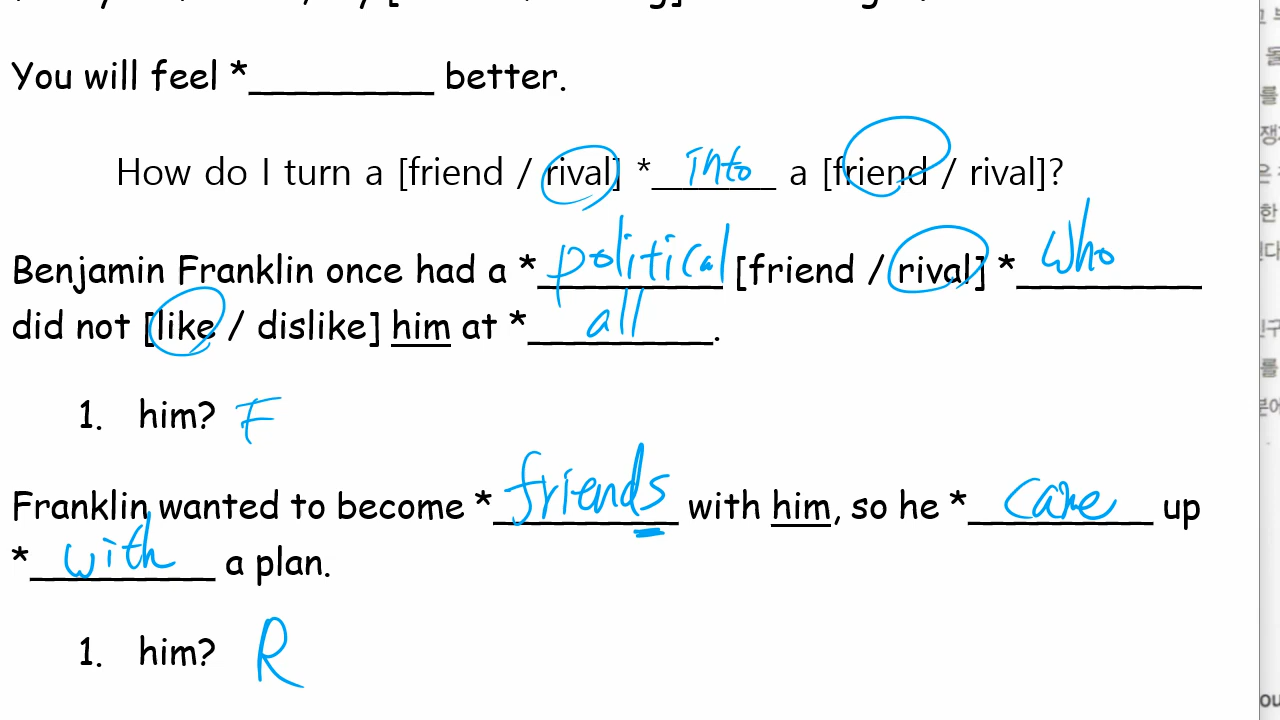 You will feel *________ better.
How do I turn a [friend / rival] * into a [friend / rival]?
Benjamin Franklin once had a * political [friend / rival] * who
did not [like / dislike] him at * all.
1. him? F
Franklin wanted to become * friends with him, so he * came up
* with a plan.
1. him? R